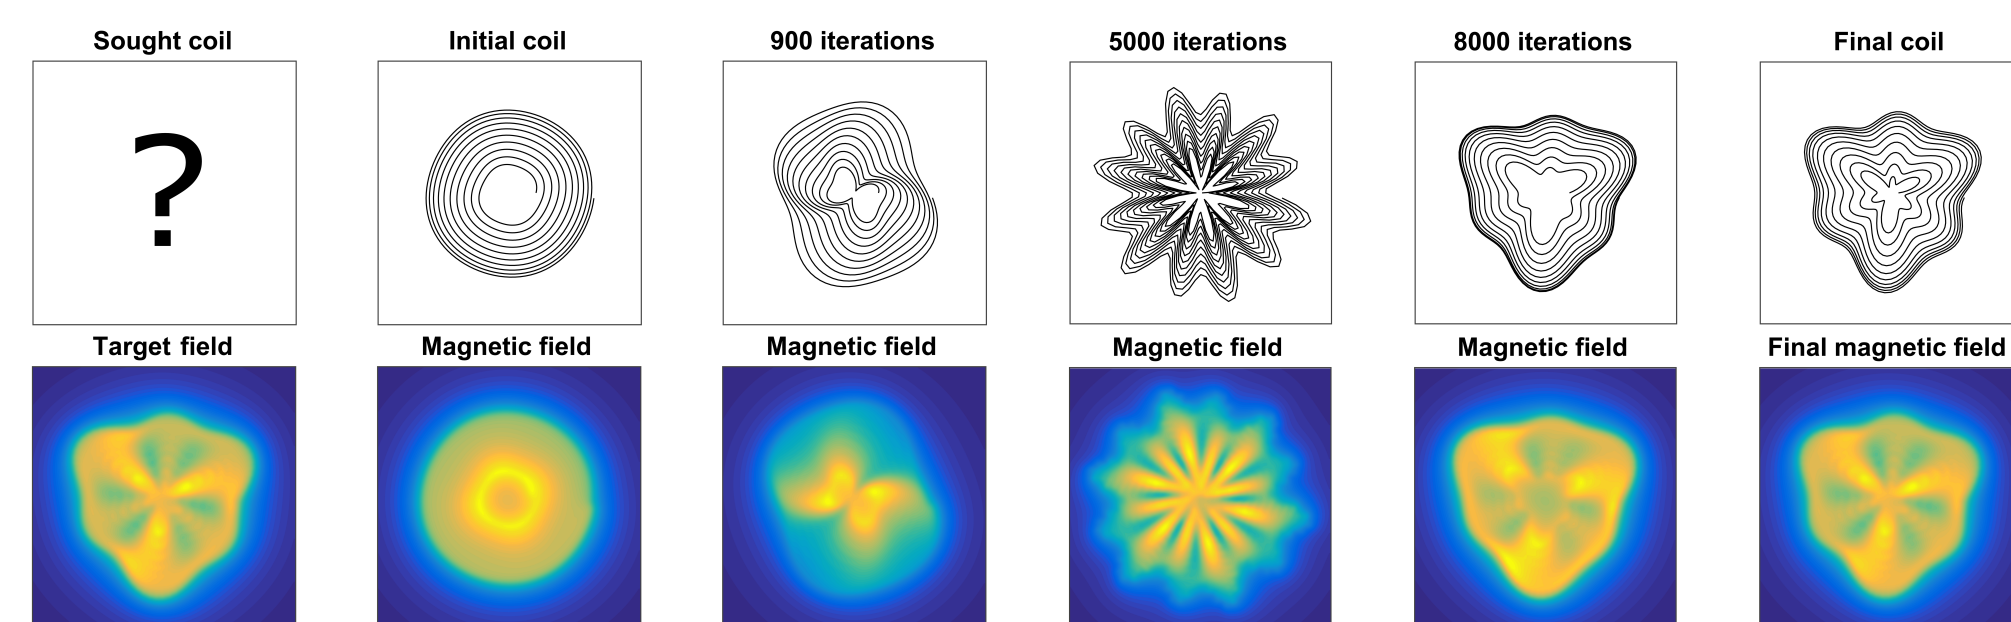 Sought coil
Initial coil
900 iterations
5000 iterations
8000 iterations
Final coil
?
Target field
Magnetic field
Magnetic field
Magnetic field
Magnetic field
Final magnetic field